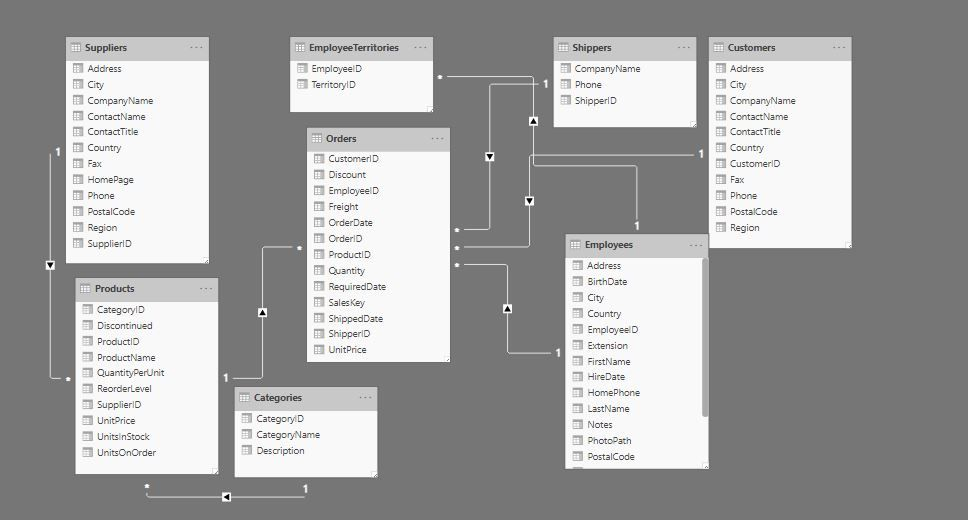 Suppliers
Address
City
CompanyName
ContactName
ContactTitle
Country
Fax
HomePage
Phone
PostalCode
Region
SupplierID
EmployeeTerritories
EmployeeID
TerritoryID
Shippers
CompanyName
Phone
ShipperID
Customers
Address
City
CompanyName
ContactName
ContactTitle
Country
CustomerID
Fax
Phone
PostalCode
Region
Orders
CustomerID
Discount
EmployeeID
Freight
OrderDate
OrderID
ProductID
Quantity
RequiredDate
SalesKey
ShippedDate
ShipperID
UnitPrice
Employees
Address
BirthDate
City
Country
EmployeeID
Extension
FirstName
HireDate
HomePhone
LastName
Notes
PhotoPath
PostalCode
Products
CategoryID
Discontinued
ProductID
ProductName
QuantityPerUnit
ReorderLevel
SupplierID
UnitPrice
UnitsInStock
UnitsOnOrder
Categories
CategoryID
CategoryName
Description
1
*
*
1
1
*
1
*
1
*
*
1
1
*